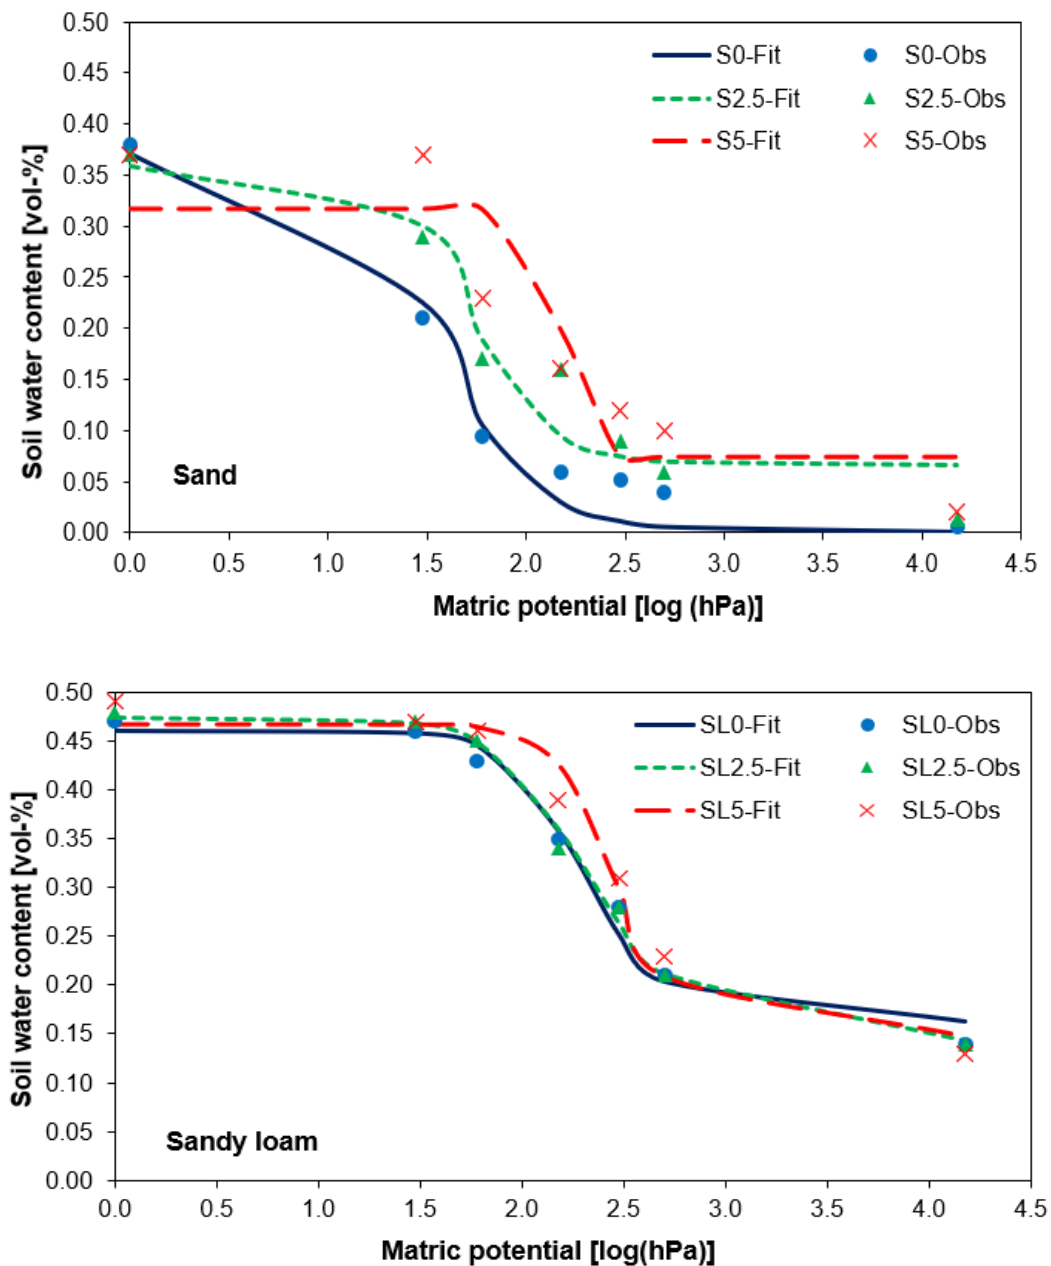 0.50
S0-Fit S0-Obs
0.45
S2.5-Fit S2.5-Obs
0.40
S5-Fit S5-Obs
0.35
0.30
0.25
0.20
0.15
0.10
0.05
0.00
Soil water content [vol-%]
Sand
0.0 0.5 1.0 1.5 2.0 2.5 3.0 3.5 4.0 4.5
Matric potential [log (hPa)]
0.50
SL0-Fit SL0-Obs
0.45
SL2.5-Fit SL2.5-Obs
0.40
SL5-Fit SL5-Obs
0.35
0.30
0.25
0.20
0.15
0.10
0.05
0.00
Soil water content [vol-%]
Sandy loam
0.0 0.5 1.0 1.5 2.0 2.5 3.0 3.5 4.0 4.5
Matric potential [log(hPa)]